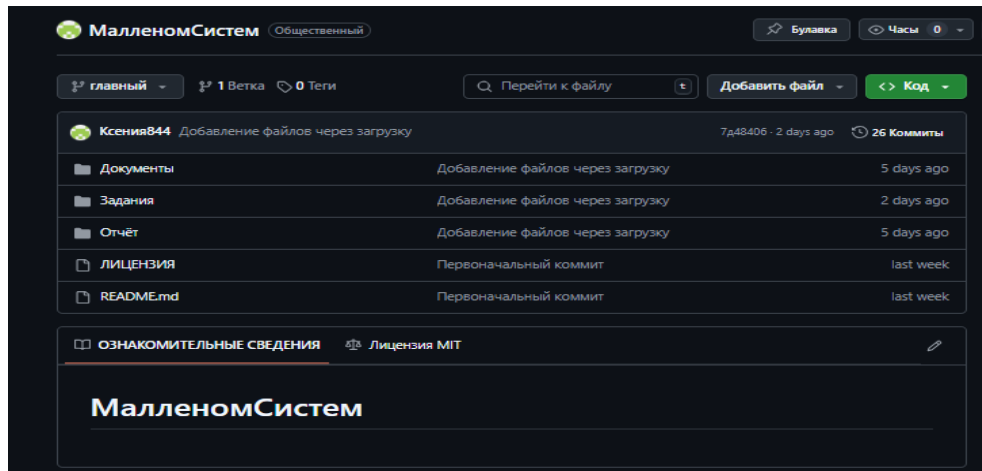 МалленомСистем Общественный Булавка Часы 0
главный 1 Ветка 0 Теги Перейти к файлу t Добавить файл <> Код
Ксения844 Добавление файлов через загрузку 7д48406 · 2 days ago 26 Коммиты
Документы Добавление файлов через загрузку 5 days ago
Задания Добавление файлов через загрузку 2 days ago
Отчёт Добавление файлов через загрузку 5 days ago
ЛИЦЕНЗИЯ Первоначальный коммит last week
README.md Первоначальный коммит last week
ОЗНАКОМИТЕЛЬНЫЕ СВЕДЕНИЯ Лицензия MIT
МалленомСистем